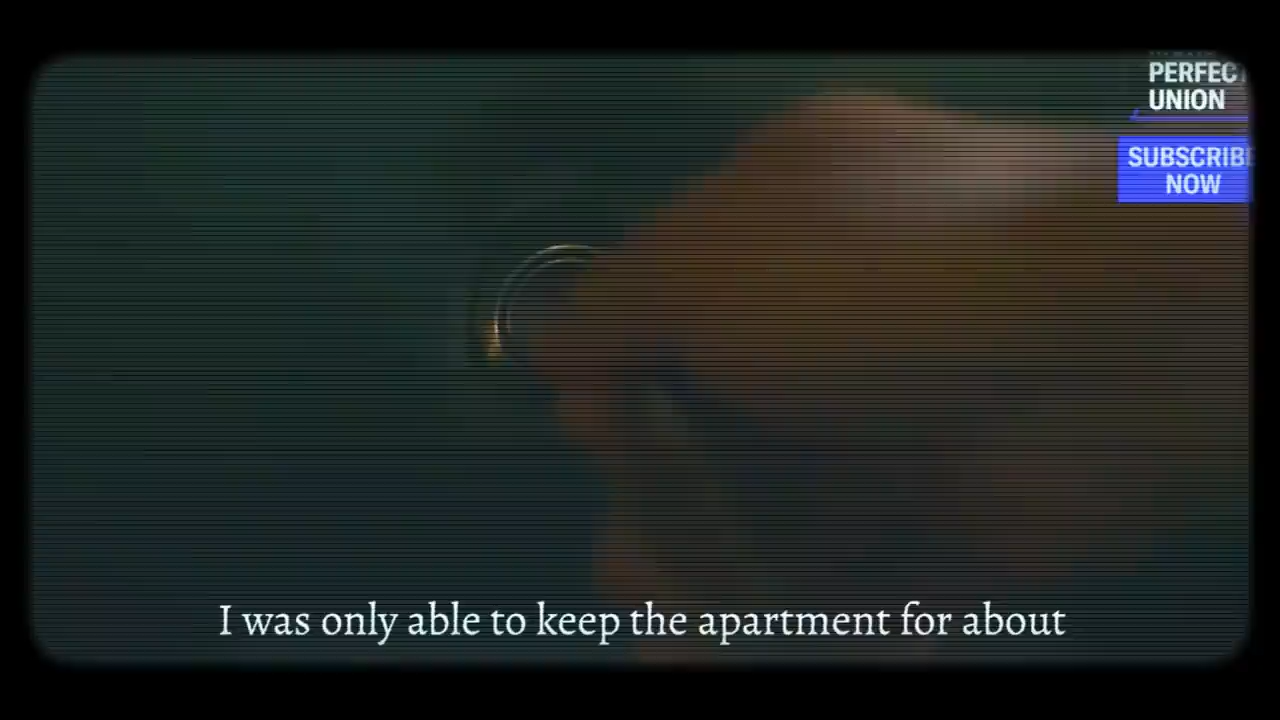 PERFECT
UNION
SUBSCRIBE
NOW
I was only able to keep the apartment for about